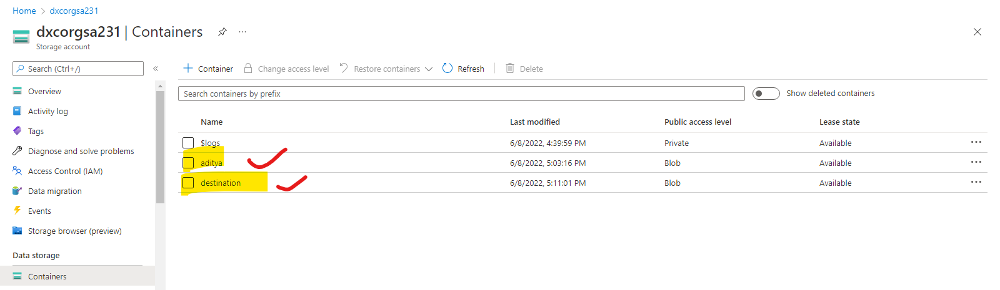 Home > dxcorgsa231
dxcorgsa231 | Containers ...
Storage account
Search (Ctrl+/) «
+ Container Change access level Restore containers Refresh Delete
Search containers by prefix Show deleted containers
Overview
Activity log
Tags
Diagnose and solve problems
Access Control (IAM)
Data migration
Events
Storage browser (preview)
Data storage
Containers
Name Last modified Public access level Lease state
$logs 6/8/2022, 4:39:59 PM Private Available ...
aditya 6/8/2022, 5:03:16 PM Blob Available ...
destination 6/8/2022, 5:11:01 PM Blob Available ...